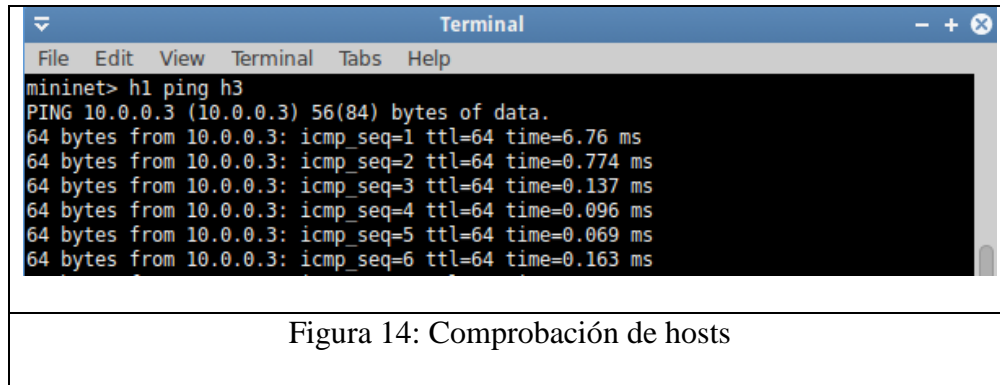 Terminal
File Edit View Terminal Tabs Help
mininet> h1 ping h3
PING 10.0.0.3 (10.0.0.3) 56(84) bytes of data.
64 bytes from 10.0.0.3: icmp_seq=1 ttl=64 time=6.76 ms
64 bytes from 10.0.0.3: icmp_seq=2 ttl=64 time=0.774 ms
64 bytes from 10.0.0.3: icmp_seq=3 ttl=64 time=0.137 ms
64 bytes from 10.0.0.3: icmp_seq=4 ttl=64 time=0.096 ms
64 bytes from 10.0.0.3: icmp_seq=5 ttl=64 time=0.069 ms
64 bytes from 10.0.0.3: icmp_seq=6 ttl=64 time=0.163 ms
Figura 14: Comprobación de hosts